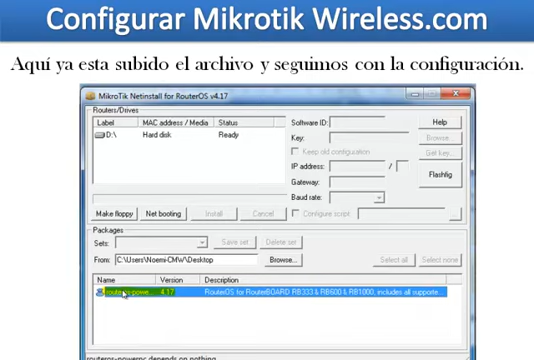 Configurar Mikrotik Wireless.com
Aquí ya esta subido el archivo y seguimos con la configuración.
MikroTik Netinstall for RouterOS v4.17
Routers/Drives
Label MAC address / Media Status
D:\ Hard disk Ready
Software ID: Help
Key: Browse...
Keep old configuration Get key...
IP address: / Flashfig
Gateway:
Baud rate:
Make floppy Net booting Install Cancel Configure script ...
Packages
Sets: Save set Delete set
From: C:\Users\Noemi-CMW\Desktop Browse... Select all Select none
Name Version Description
routeros-powe... 4.17 RouterOS for RouterBOARD RB333 & RB600 & RB1000, includes all supporte...
routeros-powerpc depends on nothing